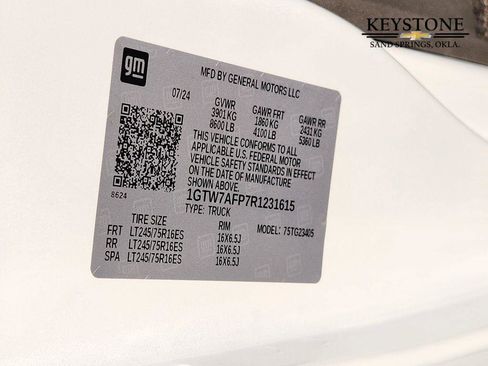 KEYSTONE
CHEVROLET
SAND SPRINGS, OKLA.
gm
MFD BY GENERAL MOTORS LLC
07/24
GVWR GAWR FRT GAWR RR
3901 KG 1860 KG 2431 KG
8600 LB 4100 LB 5360 LB
THIS VEHICLE CONFORMS TO ALL
APPLICABLE U.S. FEDERAL MOTOR
VEHICLE SAFETY STANDARDS IN EFFECT
ON THE DATE OF MANUFACTURE
SHOWN ABOVE.
8624
1GTW7AFP7R1231615
TYPE: TRUCK MODEL: 75TG23405
TIRE SIZE RIM
FRT LT245/75R16ES 16X6.5J
RR LT245/75R16ES 16X6.5J
SPA LT245/75R16ES 16X6.5J